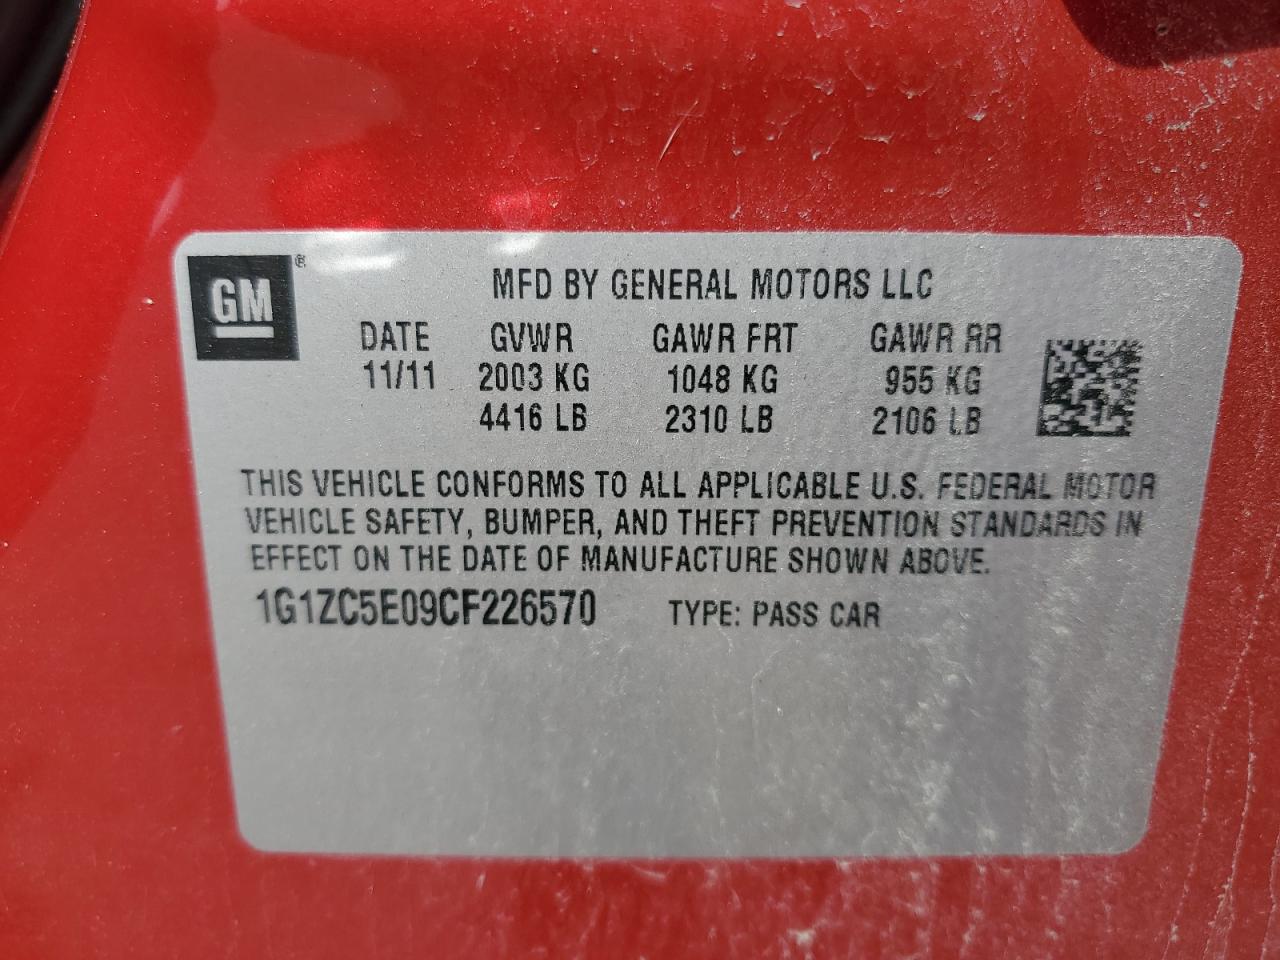 GM ®
MFD BY GENERAL MOTORS LLC
DATE GVWR GAWR FRT GAWR RR
11/11 2003 KG 1048 KG 955 KG
4416 LB 2310 LB 2106 LB
THIS VEHICLE CONFORMS TO ALL APPLICABLE U.S. FEDERAL MOTOR
VEHICLE SAFETY, BUMPER, AND THEFT PREVENTION STANDARDS IN
EFFECT ON THE DATE OF MANUFACTURE SHOWN ABOVE.
1G1ZC5E09CF226570 TYPE: PASS CAR